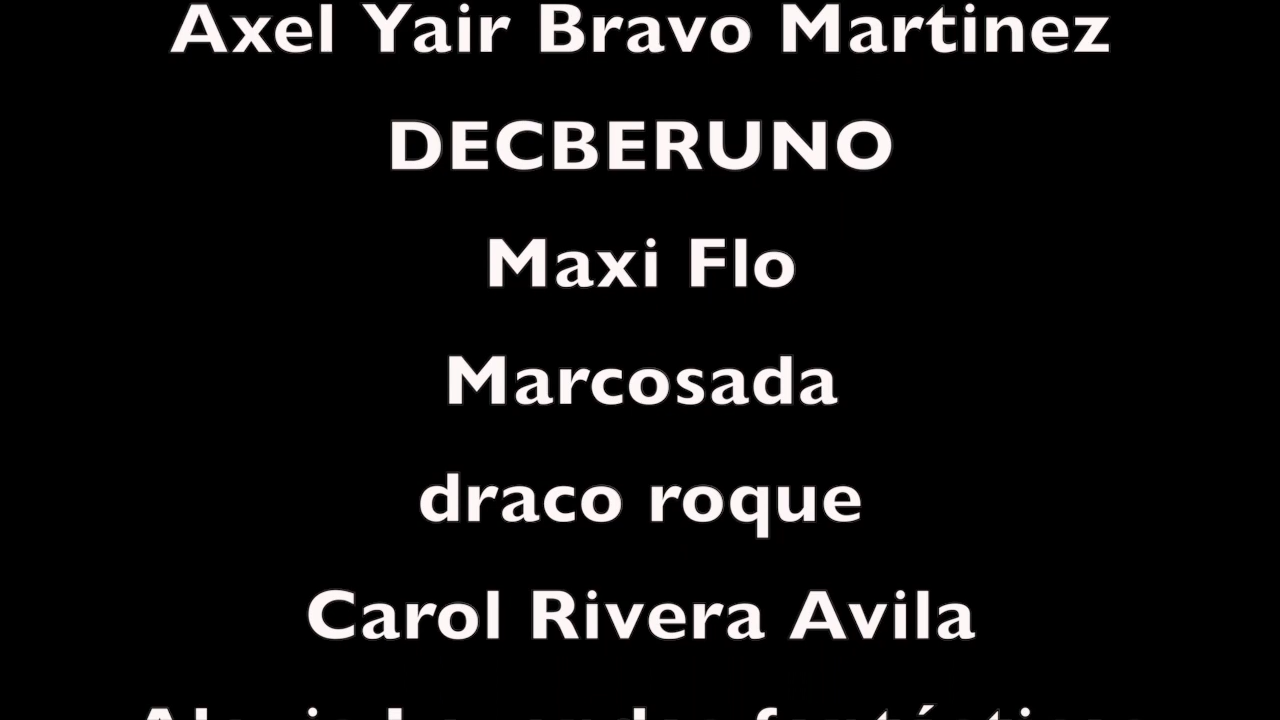 Axel Yair Bravo Martinez
DECBERUNO
Maxi Flo
Marcosada
draco roque
Carol Rivera Avila